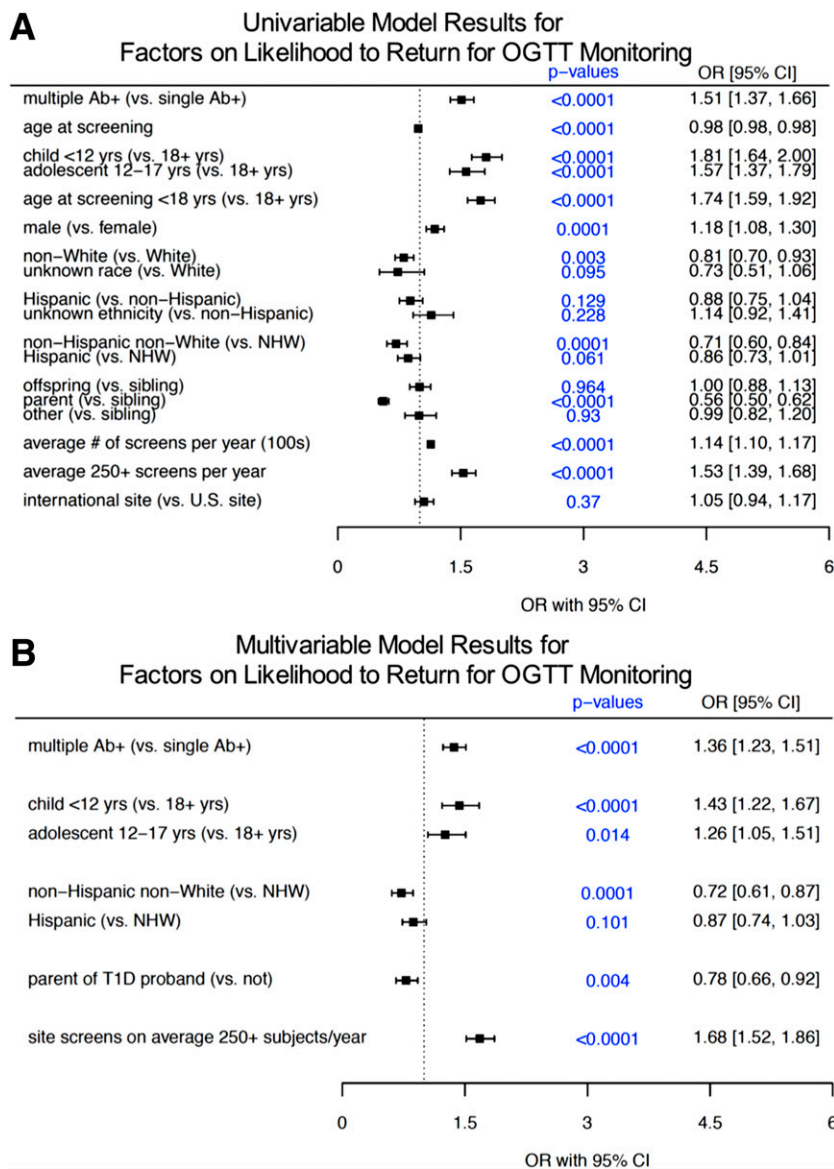 A
Univariable Model Results for
Factors on Likelihood to Return for OGTT Monitoring
p-values OR [95% CI]
multiple Ab+ (vs. single Ab+) <0.0001 1.51 [1.37, 1.66]
age at screening <0.0001 0.98 [0.98, 0.98]
child <12 yrs (vs. 18+ yrs) <0.0001 1.81 [1.64, 2.00]
adolescent 12-17 yrs (vs. 18+ yrs) <0.0001 1.57 [1.37, 1.79]
age at screening <18 yrs (vs. 18+ yrs) <0.0001 1.74 [1.59, 1.92]
male (vs. female) 0.0001 1.18 [1.08, 1.30]
non-White (vs. White) 0.003 0.81 [0.70, 0.93]
unknown race (vs. White) 0.095 0.73 [0.51, 1.06]
Hispanic (vs. non-Hispanic) 0.129 0.88 [0.75, 1.04]
unknown ethnicity (vs. non-Hispanic) 0.228 1.14 [0.92, 1.41]
non-Hispanic non-White (vs. NHW) 0.0001 0.71 [0.60, 0.84]
Hispanic (vs. NHW) 0.061 0.86 [0.73, 1.01]
offspring (vs. sibling) 0.964 1.00 [0.88, 1.13]
parent (vs. sibling) <0.0001 0.56 [0.50, 0.62]
other (vs. sibling) 0.93 0.99 [0.82, 1.20]
average # of screens per year (100s) <0.0001 1.14 [1.10, 1.17]
average 250+ screens per year <0.0001 1.53 [1.39, 1.68]
international site (vs. U.S. site) 0.37 1.05 [0.94, 1.17]
0 1.5 3 4.5 6
OR with 95% CI
B
Multivariable Model Results for
Factors on Likelihood to Return for OGTT Monitoring
p-values OR [95% CI]
multiple Ab+ (vs. single Ab+) <0.0001 1.36 [1.23, 1.51]
child <12 yrs (vs. 18+ yrs) <0.0001 1.43 [1.22, 1.67]
adolescent 12-17 yrs (vs. 18+ yrs) 0.014 1.26 [1.05, 1.51]
non-Hispanic non-White (vs. NHW) 0.0001 0.72 [0.61, 0.87]
Hispanic (vs. NHW) 0.101 0.87 [0.74, 1.03]
parent of T1D proband (vs. not) 0.004 0.78 [0.66, 0.92]
site screens on average 250+ subjects/year <0.0001 1.68 [1.52, 1.86]
0 1.5 3 4.5 6
OR with 95% CI